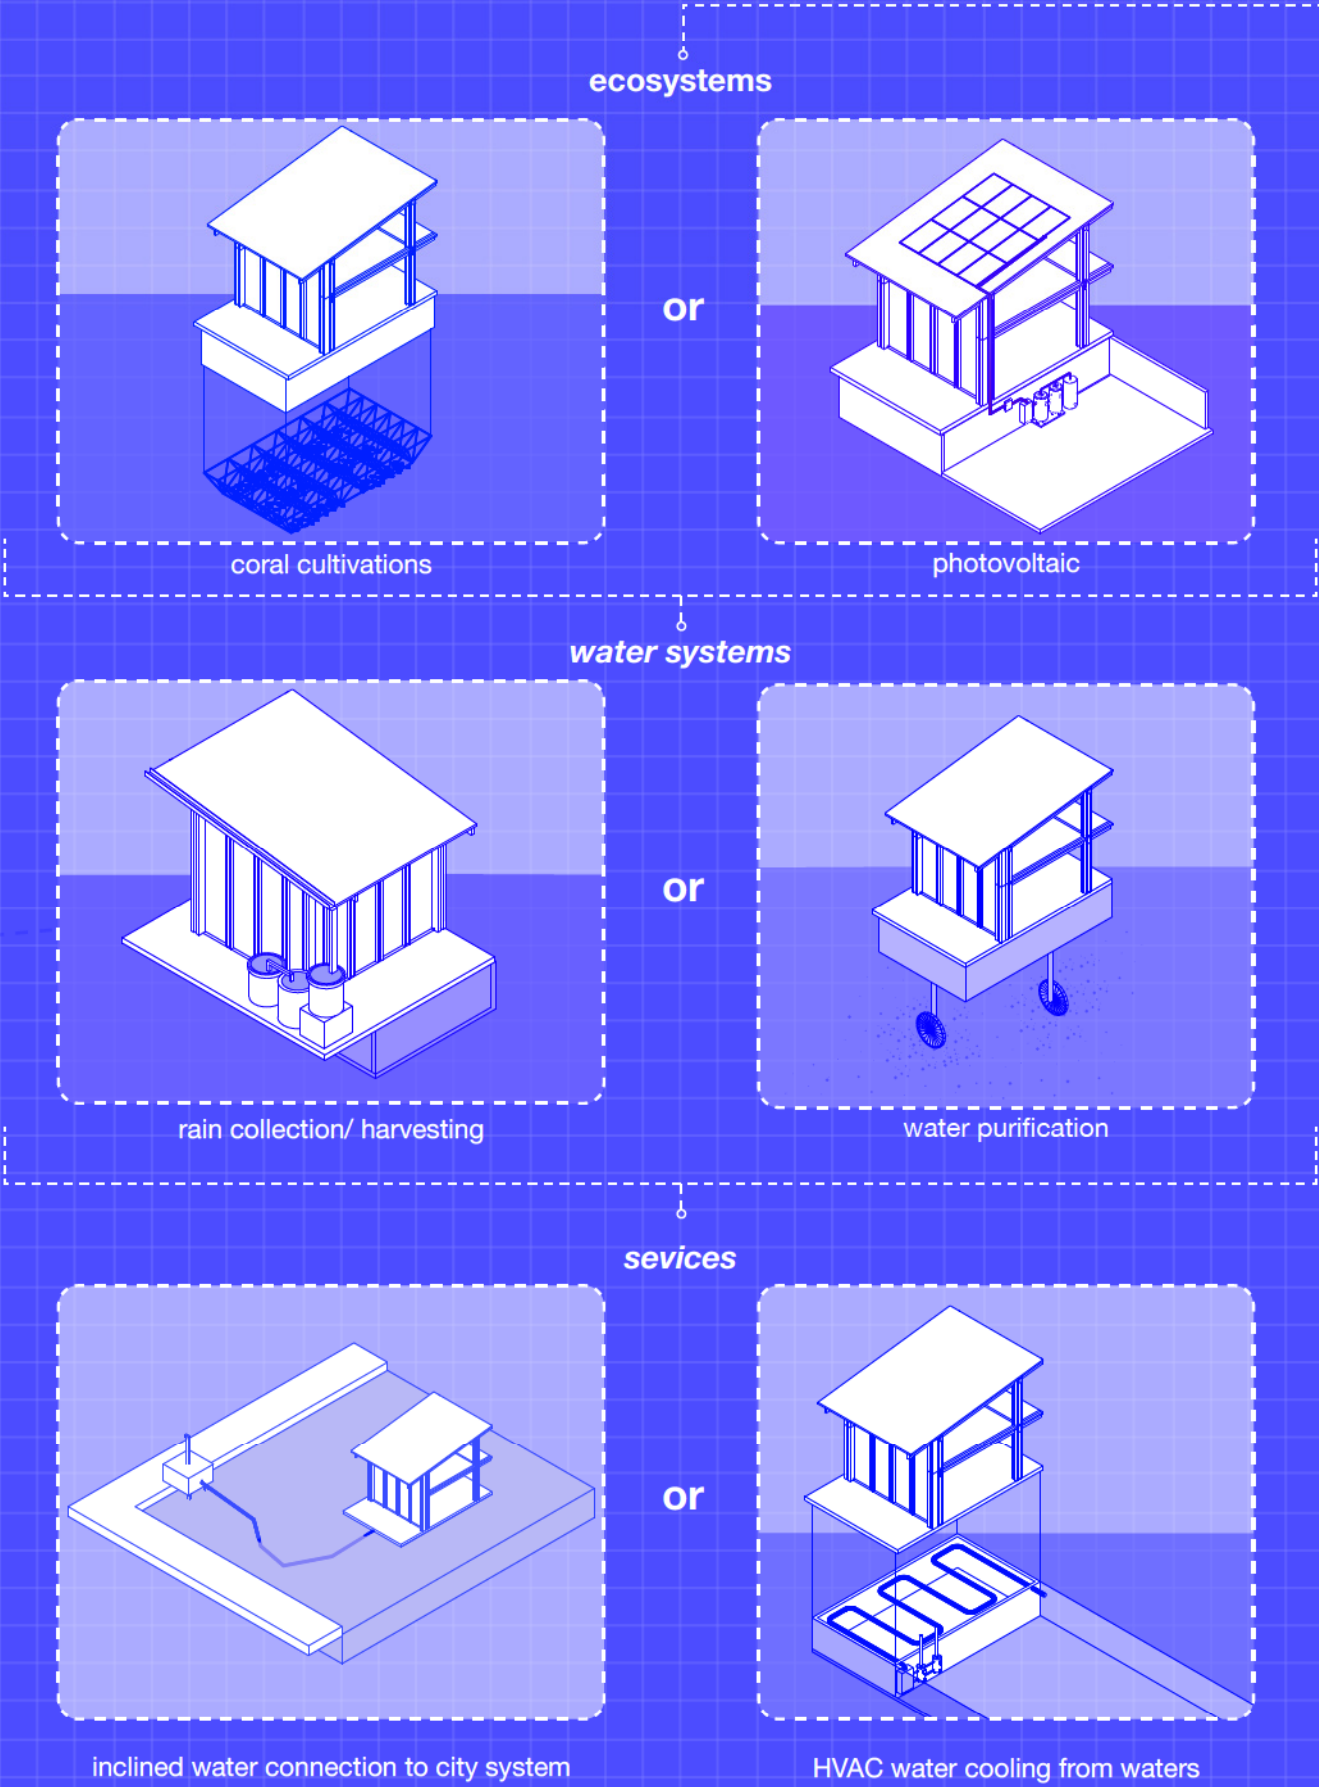 ecosystems
or
coral cultivations
photovoltaic
water systems
or
rain collection/ harvesting
water purification
sevices
or
inclined water connection to city system
HVAC water cooling from waters